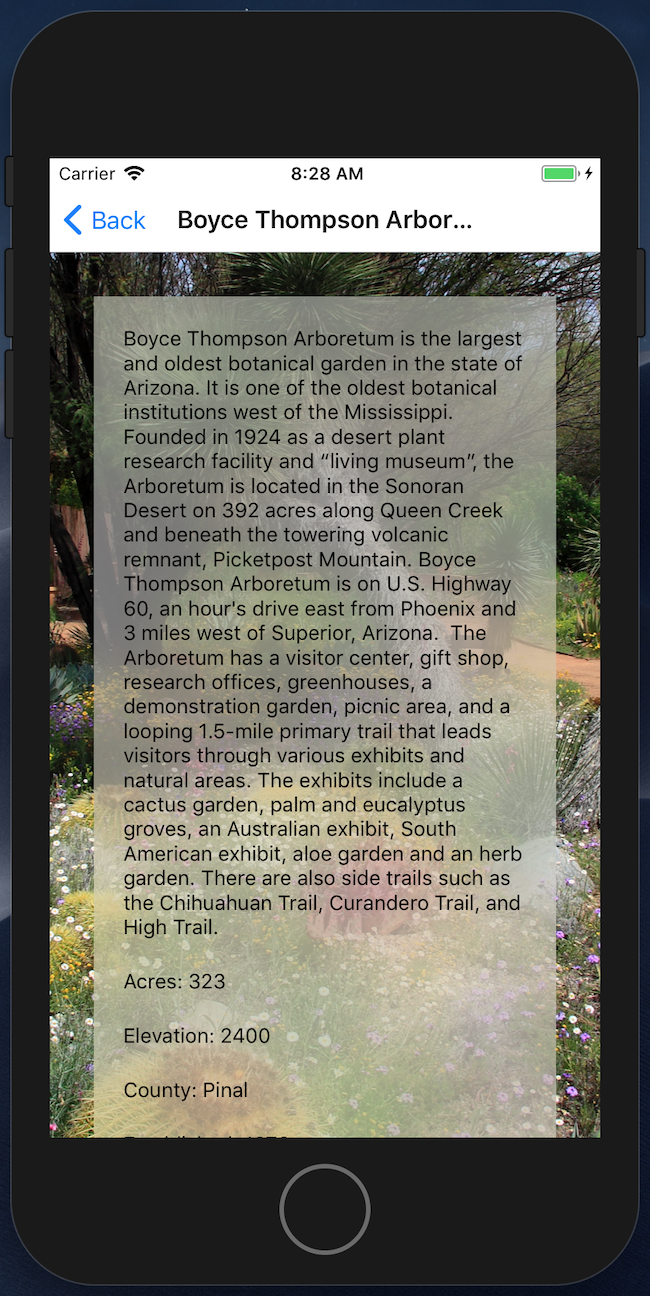 Carrier 8:28 AM
Back Boyce Thompson Arbor...
Boyce Thompson Arboretum is the largest
and oldest botanical garden in the state of
Arizona. It is one of the oldest botanical
institutions west of the Mississippi.
Founded in 1924 as a desert plant
research facility and “living museum”, the
Arboretum is located in the Sonoran
Desert on 392 acres along Queen Creek
and beneath the towering volcanic
remnant, Picketpost Mountain. Boyce
Thompson Arboretum is on U.S. Highway
60, an hour's drive east from Phoenix and
3 miles west of Superior, Arizona.  The
Arboretum has a visitor center, gift shop,
research offices, greenhouses, a
demonstration garden, picnic area, and a
looping 1.5-mile primary trail that leads
visitors through various exhibits and
natural areas. The exhibits include a
cactus garden, palm and eucalyptus
groves, an Australian exhibit, South
American exhibit, aloe garden and an herb
garden. There are also side trails such as
the Chihuahuan Trail, Curandero Trail, and
High Trail.
Acres: 323
Elevation: 2400
County: Pinal